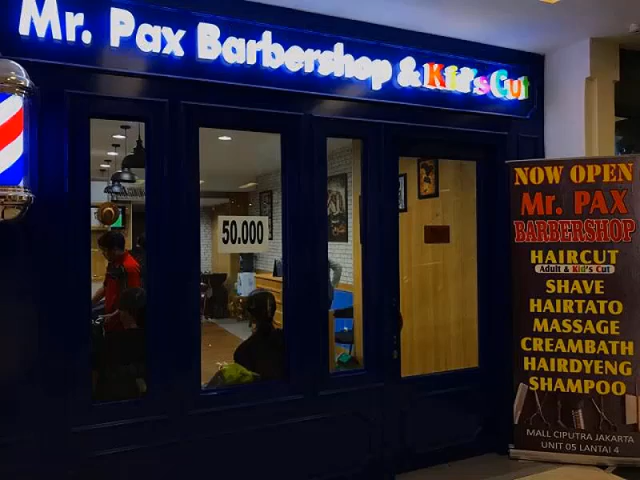 Mr. Pax Barbershop & Kid's Cut
50.000
NOW OPEN
Mr. PAX
BARBERSHOP
HAIRCUT
Adult & Kid's Cut
SHAVE
HAIRTATO
MASSAGE
CREAMBATH
HAIRDYENG
SHAMPOO
MALL CIPUTRA JAKARTA
UNIT 05 LANTAI 4